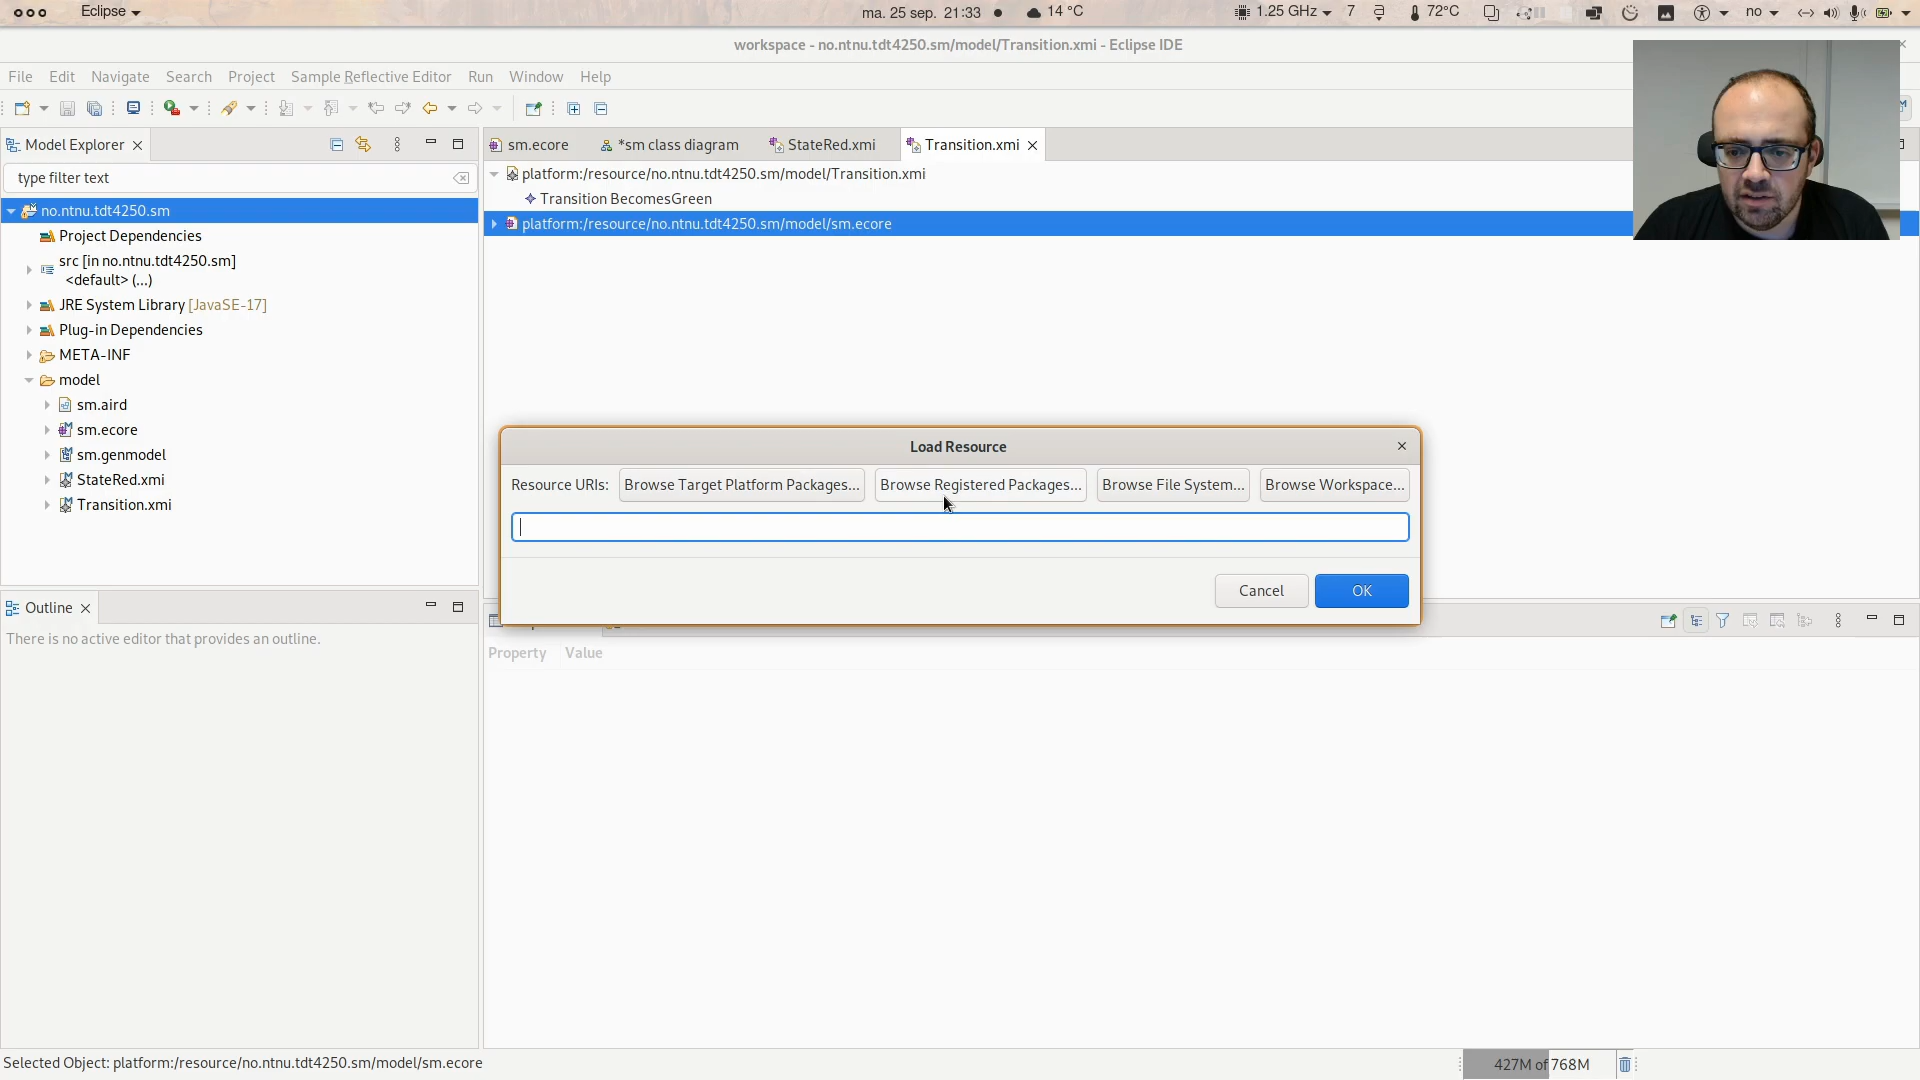 Eclipse
ma. 25 sep. 21:33
14 °C
1.25 GHz
7
72°C
no
workspace - no.ntnu.tdt4250.sm/model/Transition.xmi - Eclipse IDE
File Edit Navigate Search Project Sample Reflective Editor Run Window Help
Model Explorer
type filter text
no.ntnu.tdt4250.sm
Project Dependencies
src [in no.ntnu.tdt4250.sm]
<default> (...)
JRE System Library [JavaSE-17]
Plug-in Dependencies
META-INF
model
sm.aird
sm.ecore
sm.genmodel
StateRed.xmi
Transition.xmi
sm.ecore *sm class diagram StateRed.xmi Transition.xmi
platform:/resource/no.ntnu.tdt4250.sm/model/Transition.xmi
Transition BecomesGreen
platform:/resource/no.ntnu.tdt4250.sm/model/sm.ecore
Load Resource
Resource URIs: Browse Target Platform Packages... Browse Registered Packages... Browse File System... Browse Workspace...
Cancel OK
Outline
There is no active editor that provides an outline.
Property Value
Selected Object: platform:/resource/no.ntnu.tdt4250.sm/model/sm.ecore
427M of 768M